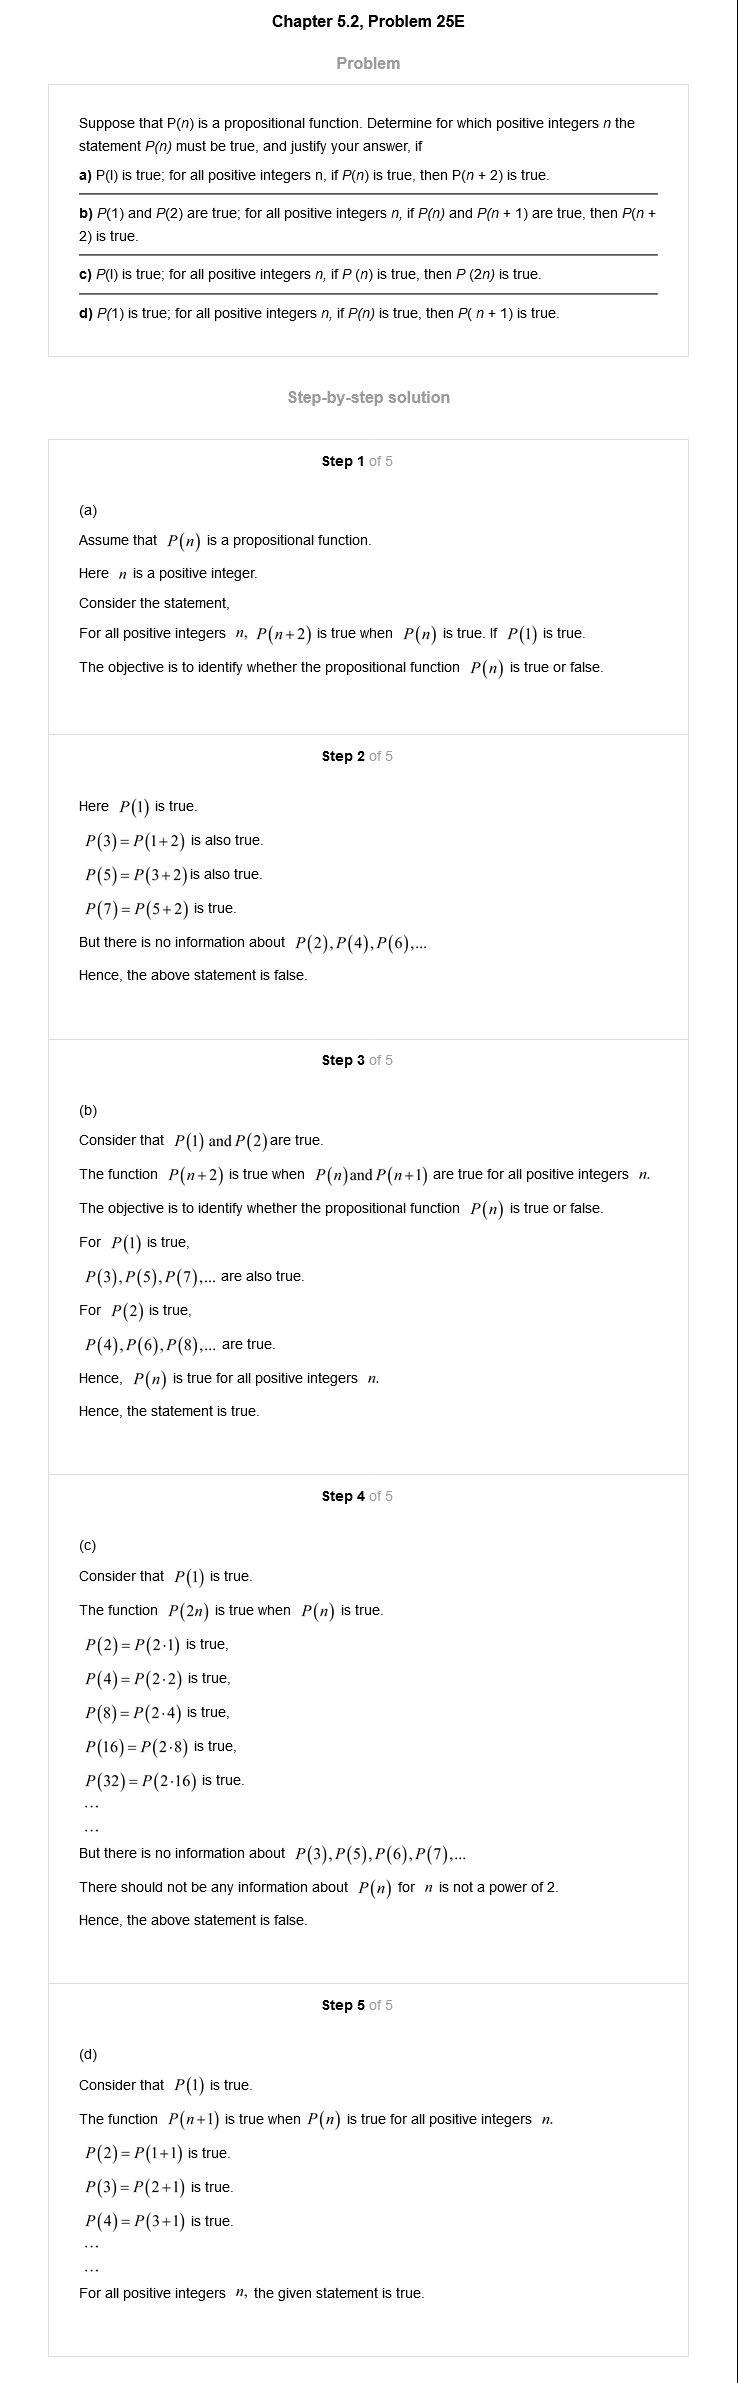 Chapter 5.2, Problem 25E
Problem
Suppose that P(n) is a propositional function. Determine for which positive integers n the
statement P(n) must be true, and justify your answer, if
a) P(l) is true; for all positive integers n, if P(n) is true, then P(n + 2) is true.
b) P(1) and P(2) are true; for all positive integers n, if P(n) and P(n + 1) are true, then P(n +
2) is true.
c) P(l) is true; for all positive integers n, if P (n) is true, then P (2n) is true.
d) P(1) is true; for all positive integers n, if P(n) is true, then P( n + 1) is true.
Step-by-step solution
Step 1 of 5
(a)
Assume that P(n) is a propositional function.
Here n is a positive integer.
Consider the statement,
For all positive integers n, P(n+2) is true when P(n) is true. If P(1) is true.
The objective is to identify whether the propositional function P(n) is true or false.
Step 2 of 5
Here P(1) is true.
P(3)=P(1+2) is also true.
P(5)=P(3+2) is also true.
P(7)=P(5+2) is true.
But there is no information about P(2),P(4),P(6),...
Hence, the above statement is false.
Step 3 of 5
(b)
Consider that P(1) and P(2) are true.
The function P(n+2) is true when P(n) and P(n+1) are true for all positive integers n.
The objective is to identify whether the propositional function P(n) is true or false.
For P(1) is true,
P(3),P(5),P(7),... are also true.
For P(2) is true,
P(4),P(6),P(8),... are true.
Hence, P(n) is true for all positive integers n.
Hence, the statement is true.
Step 4 of 5
(c)
Consider that P(1) is true.
The function P(2n) is true when P(n) is true.
P(2)=P(2·1) is true,
P(4)=P(2·2) is true,
P(8)=P(2·4) is true,
P(16)=P(2·8) is true,
P(32)=P(2·16) is true.
...
...
But there is no information about P(3),P(5),P(6),P(7),...
There should not be any information about P(n) for n is not a power of 2.
Hence, the above statement is false.
Step 5 of 5
(d)
Consider that P(1) is true.
The function P(n+1) is true when P(n) is true for all positive integers n.
P(2)=P(1+1) is true.
P(3)=P(2+1) is true.
P(4)=P(3+1) is true.
...
...
For all positive integers n, the given statement is true.